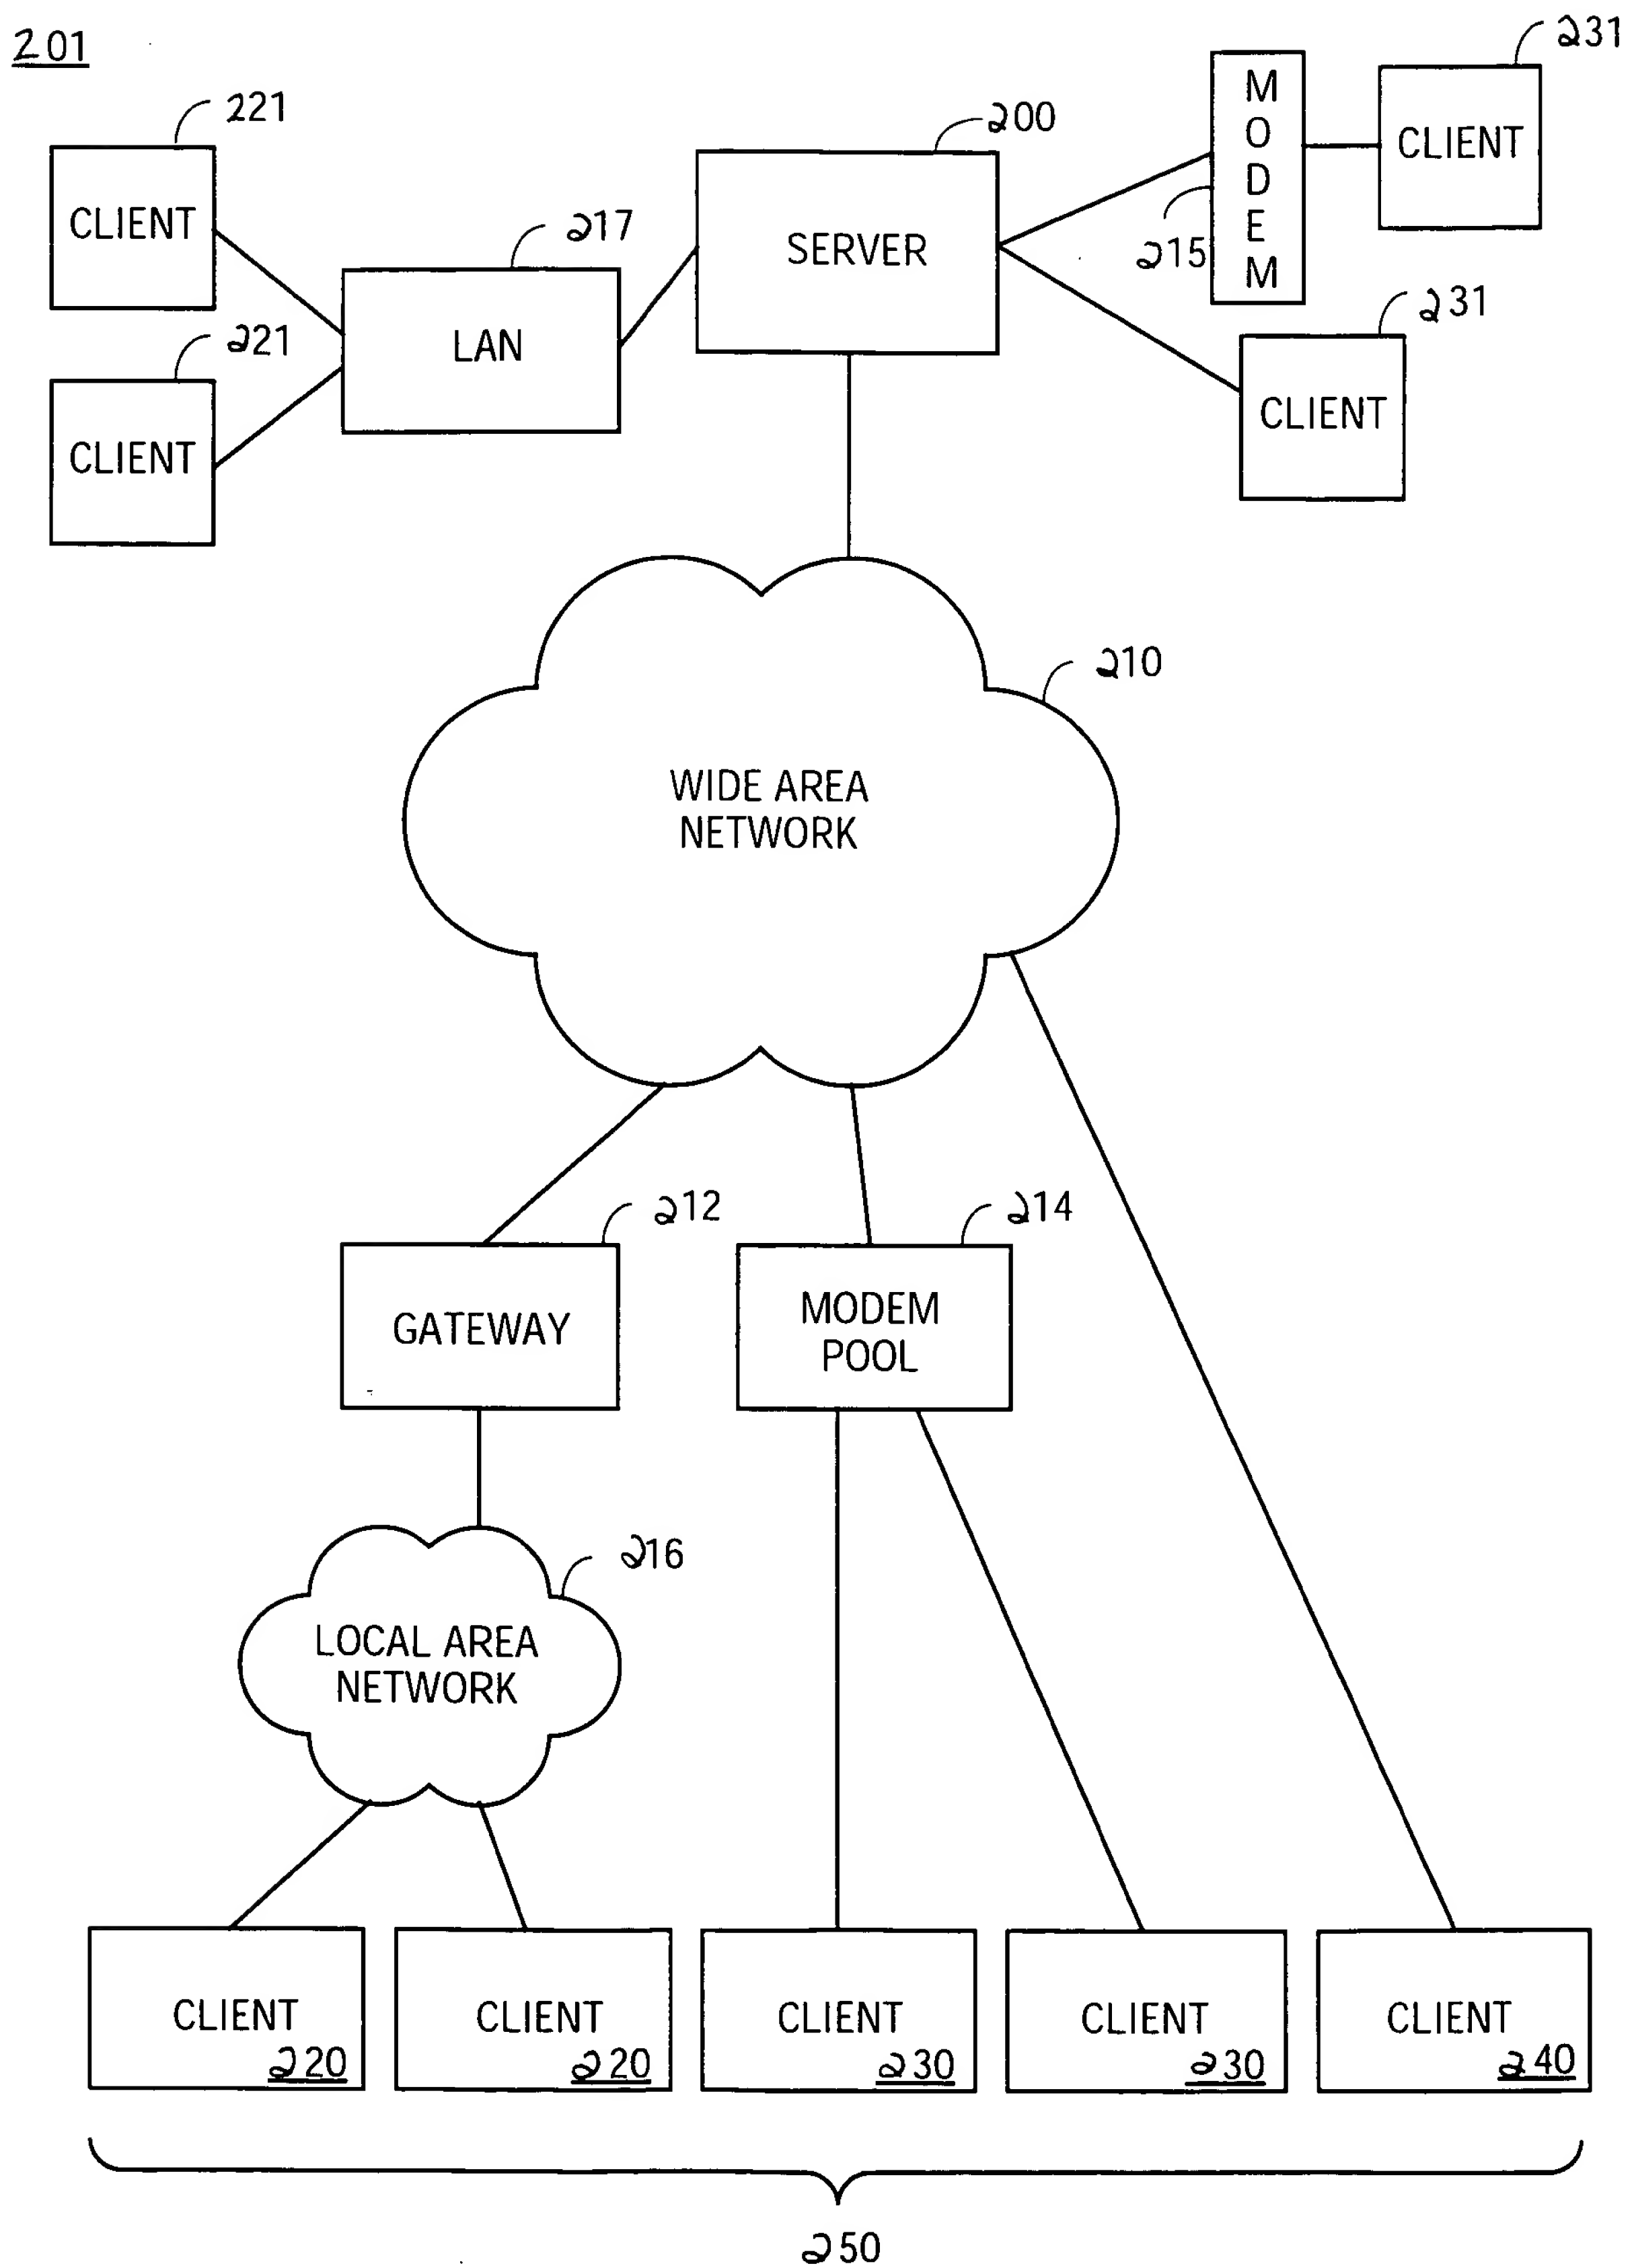 201
231
221
200
MODEM
CLIENT
CLIENT
217
SERVER
215
221
LAN
231
CLIENT
CLIENT
210
WIDE AREA
NETWORK
212
214
GATEWAY
MODEM
POOL
216
LOCAL AREA
NETWORK
CLIENT
220
CLIENT
220
CLIENT
230
CLIENT
230
CLIENT
240
250